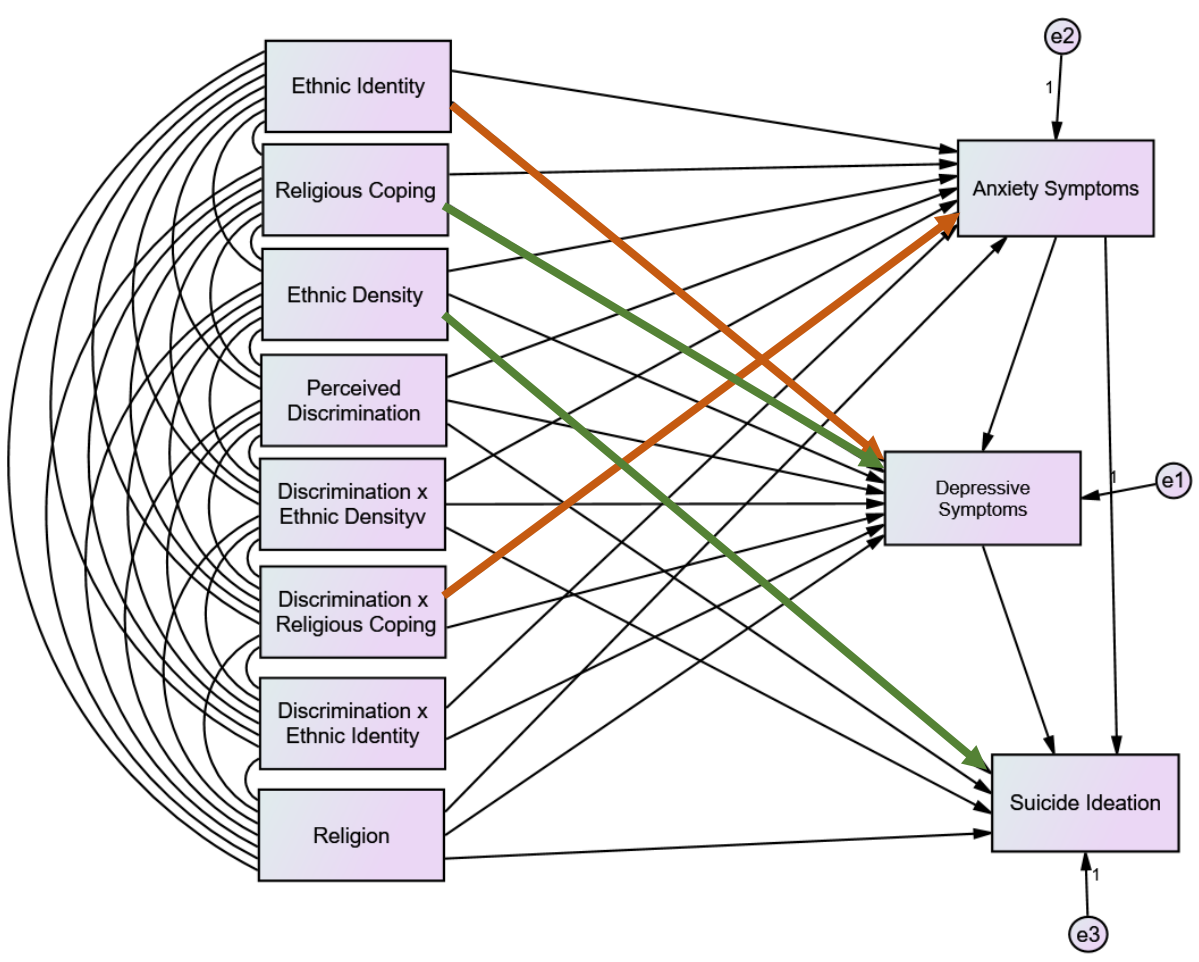 e2
1
Ethnic Identity
Religious Coping
Anxiety Symptoms
Ethnic Density
Perceived
Discrimination
Discrimination x
Ethnic Densityv
Depressive
Symptoms
1
e1
Discrimination x
Religious Coping
Discrimination x
Ethnic Identity
Religion
Suicide Ideation
1
e3